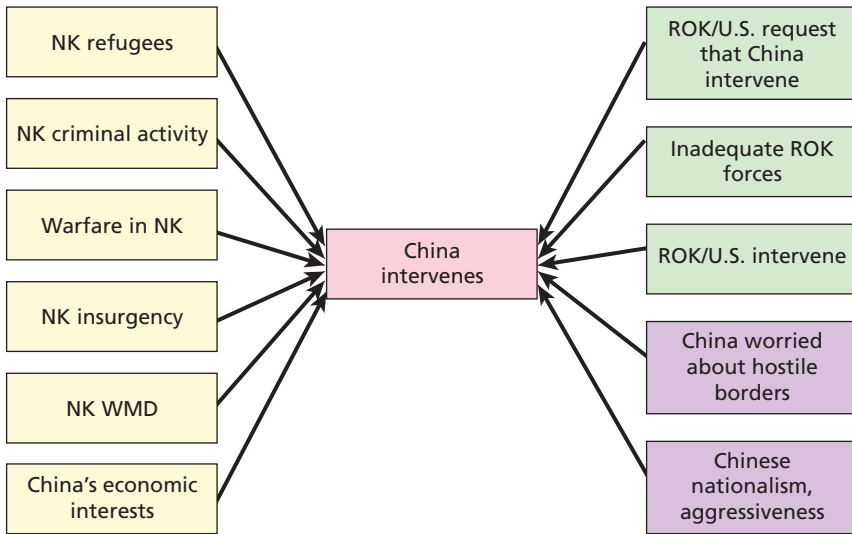 NK refugees
NK criminal activity
Warfare in NK
NK insurgency
NK WMD
China’s economic
interests
China
intervenes
ROK/U.S. request
that China
intervene
Inadequate ROK
forces
ROK/U.S. intervene
China worried
about hostile
borders
Chinese
nationalism,
aggressiveness